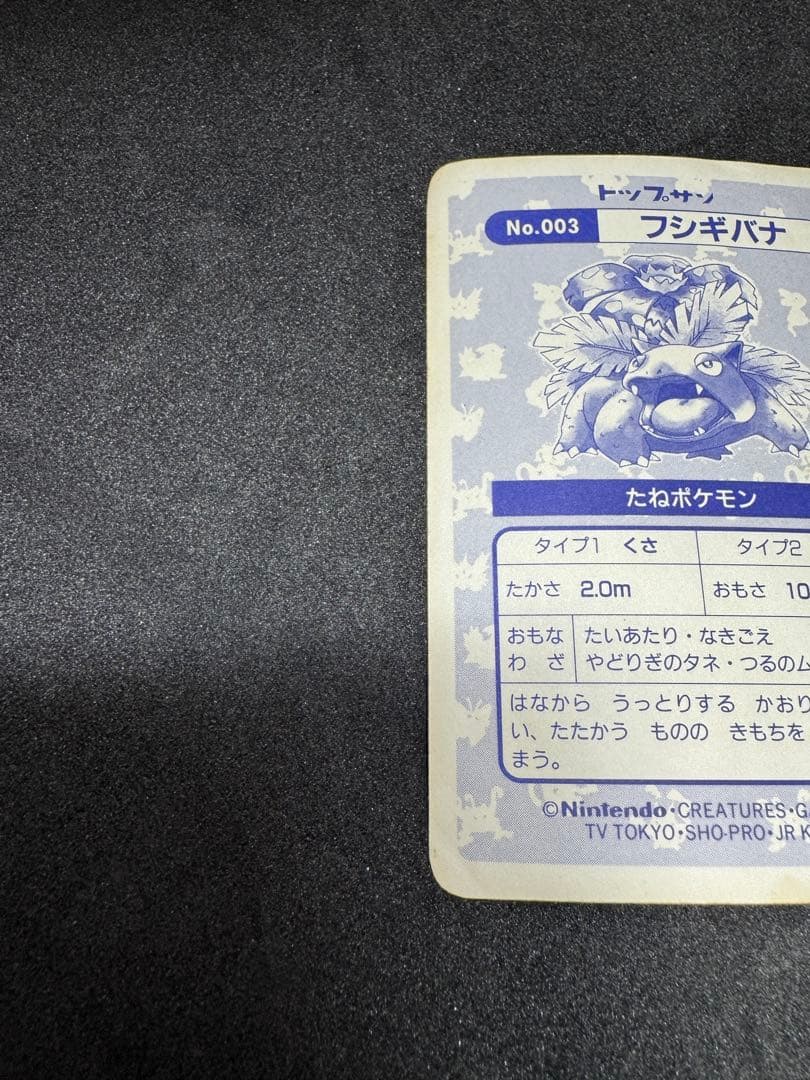 トップサン
No.003 フシギバナ
たねポケモン
タイプ1 くさ タイプ2
たかさ 2.0m おもさ 10
おもな たいあたり・なきごえ
わ ざ やどりぎのタネ・つるのム
はなから うっとりする かおり
い、たたかう ものの きもちを
まう。
©Nintendo・CREATURES・G
TV TOKYO・SHO-PRO・JR K